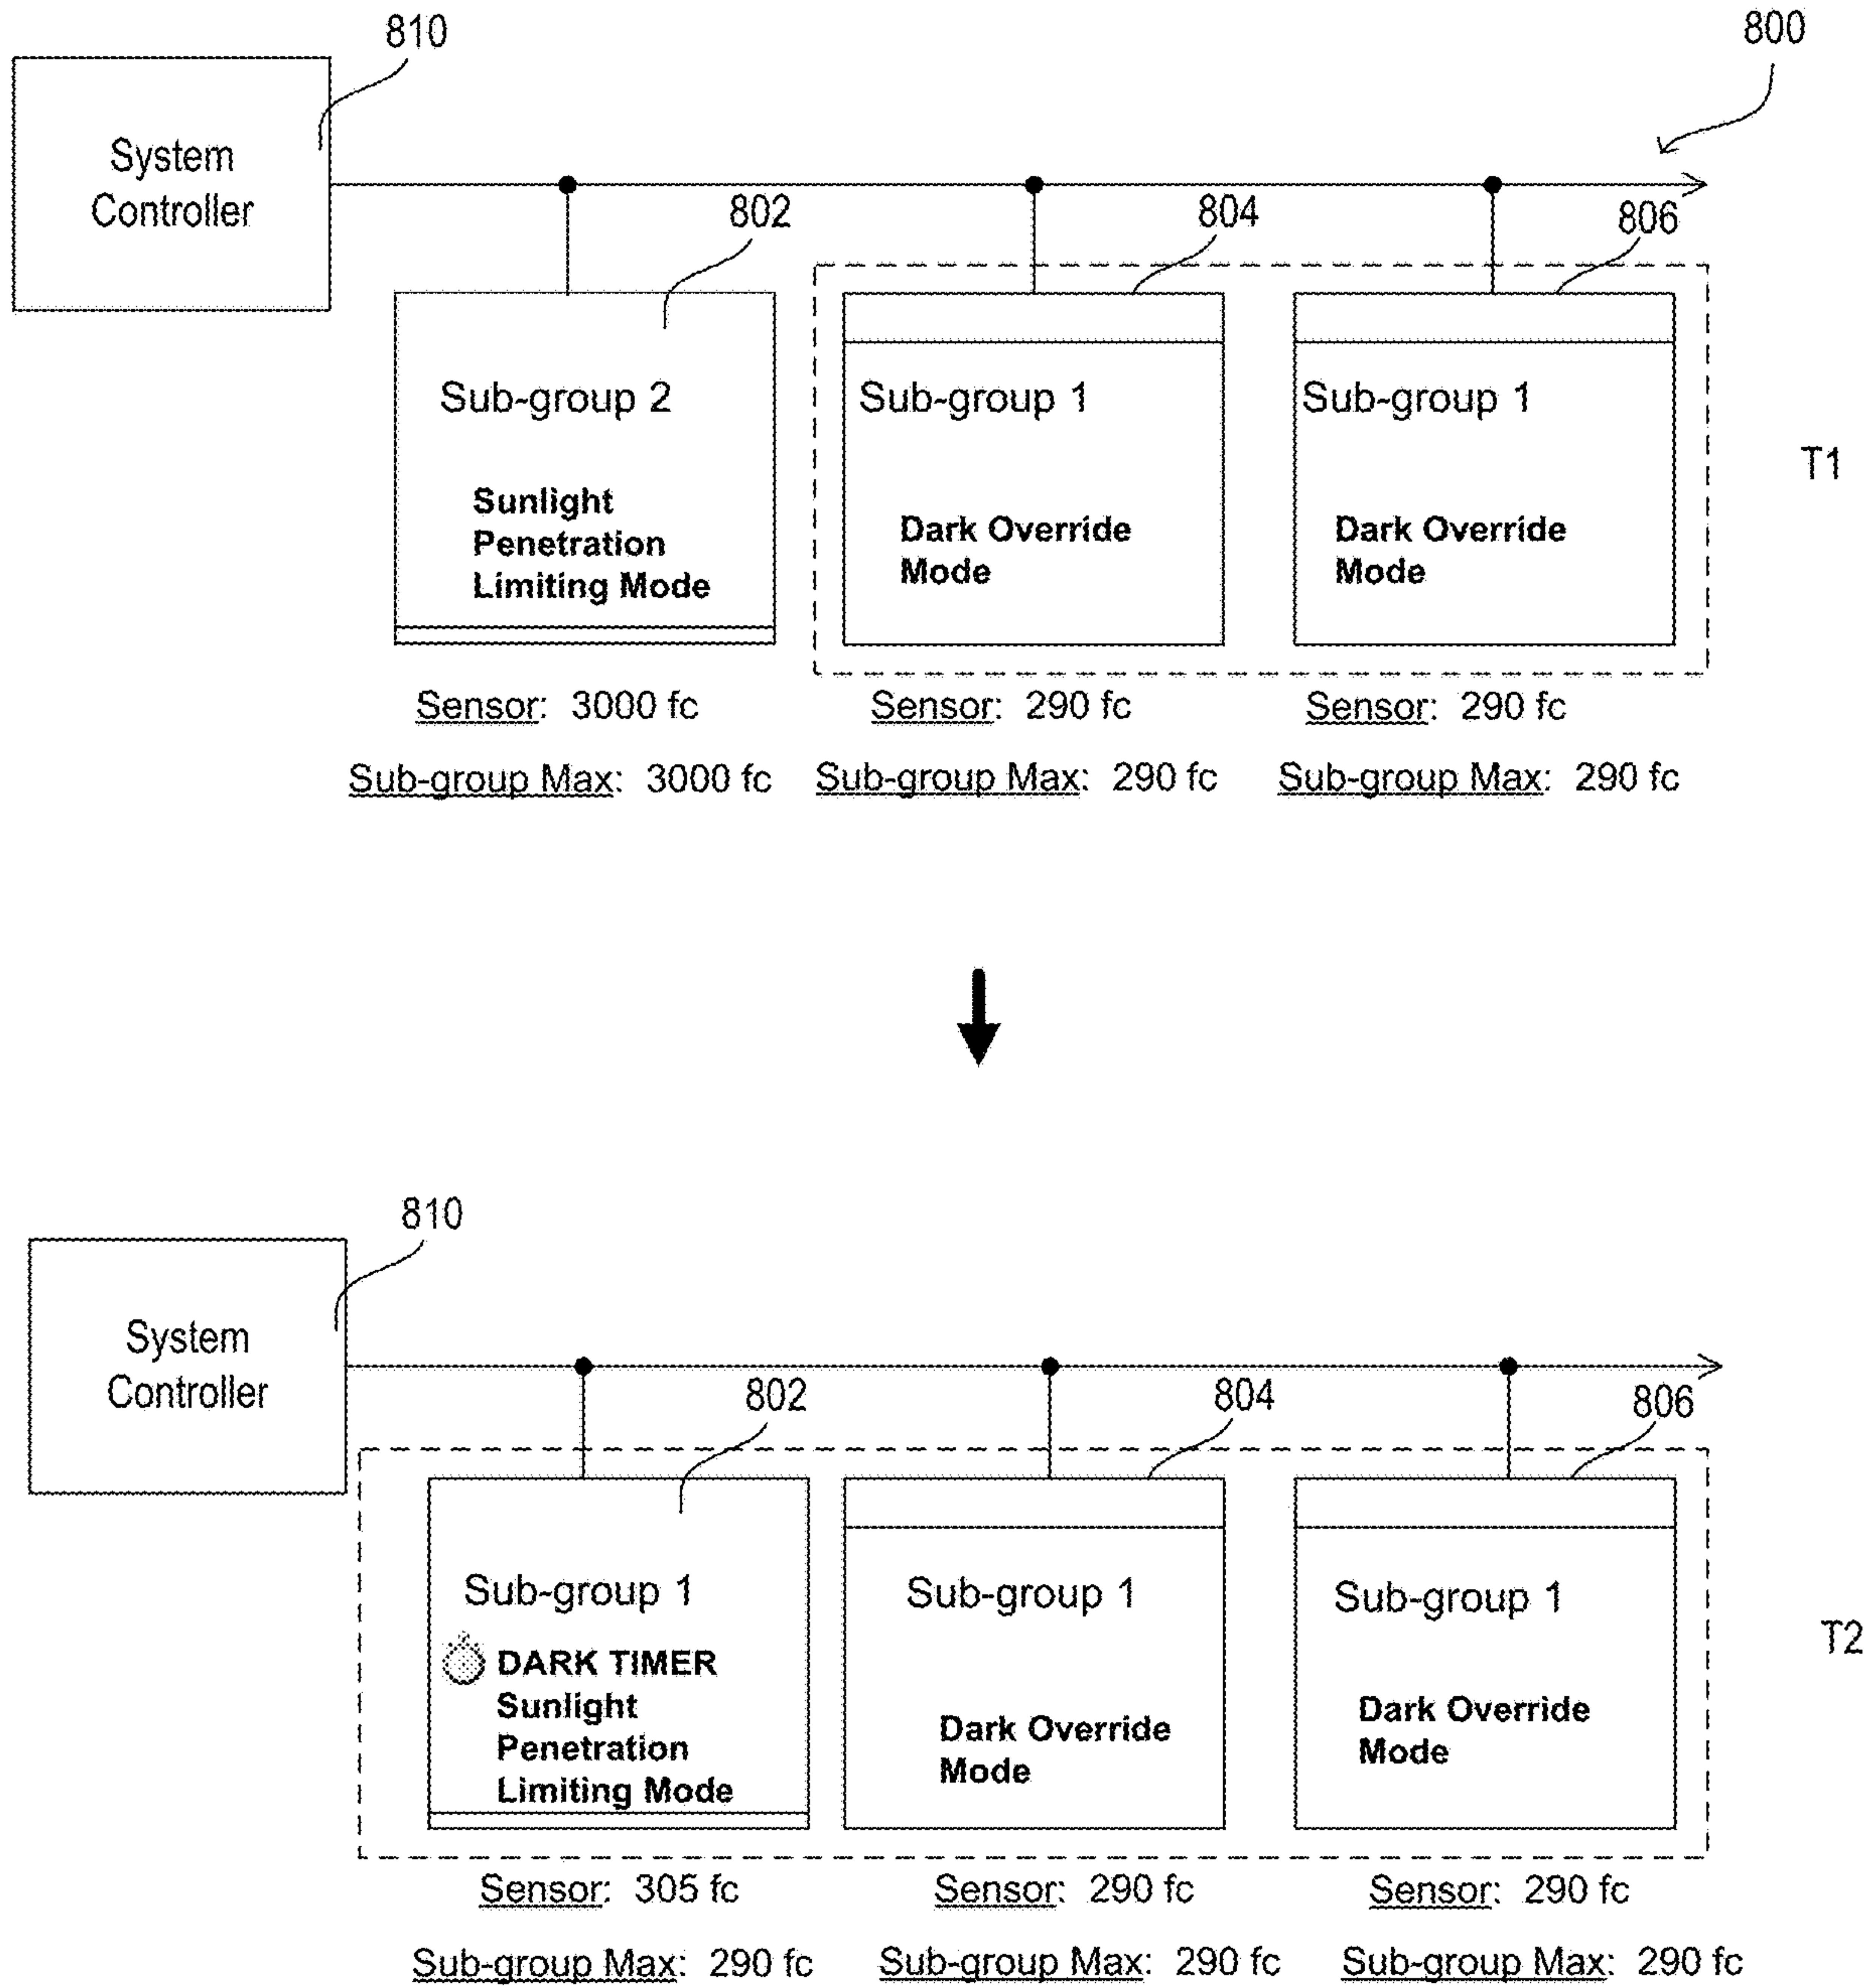 810
800
System
Controller
802
804
806
Sub-group 2
Sunlight
Penetration
Limiting Mode
Sub-group 1
Dark Override
Mode
Sub-group 1
Dark Override
Mode
T1
Sensor: 3000 fc
Sensor: 290 fc
Sensor: 290 fc
Sub-group Max: 3000 fc
Sub-group Max: 290 fc
Sub-group Max: 290 fc
810
System
Controller
802
804
806
Sub-group 1
DARK TIMER
Sunlight
Penetration
Limiting Mode
Sub-group 1
Dark Override
Mode
Sub-group 1
Dark Override
Mode
T2
Sensor: 305 fc
Sensor: 290 fc
Sensor: 290 fc
Sub-group Max: 290 fc
Sub-group Max: 290 fc
Sub-group Max: 290 fc